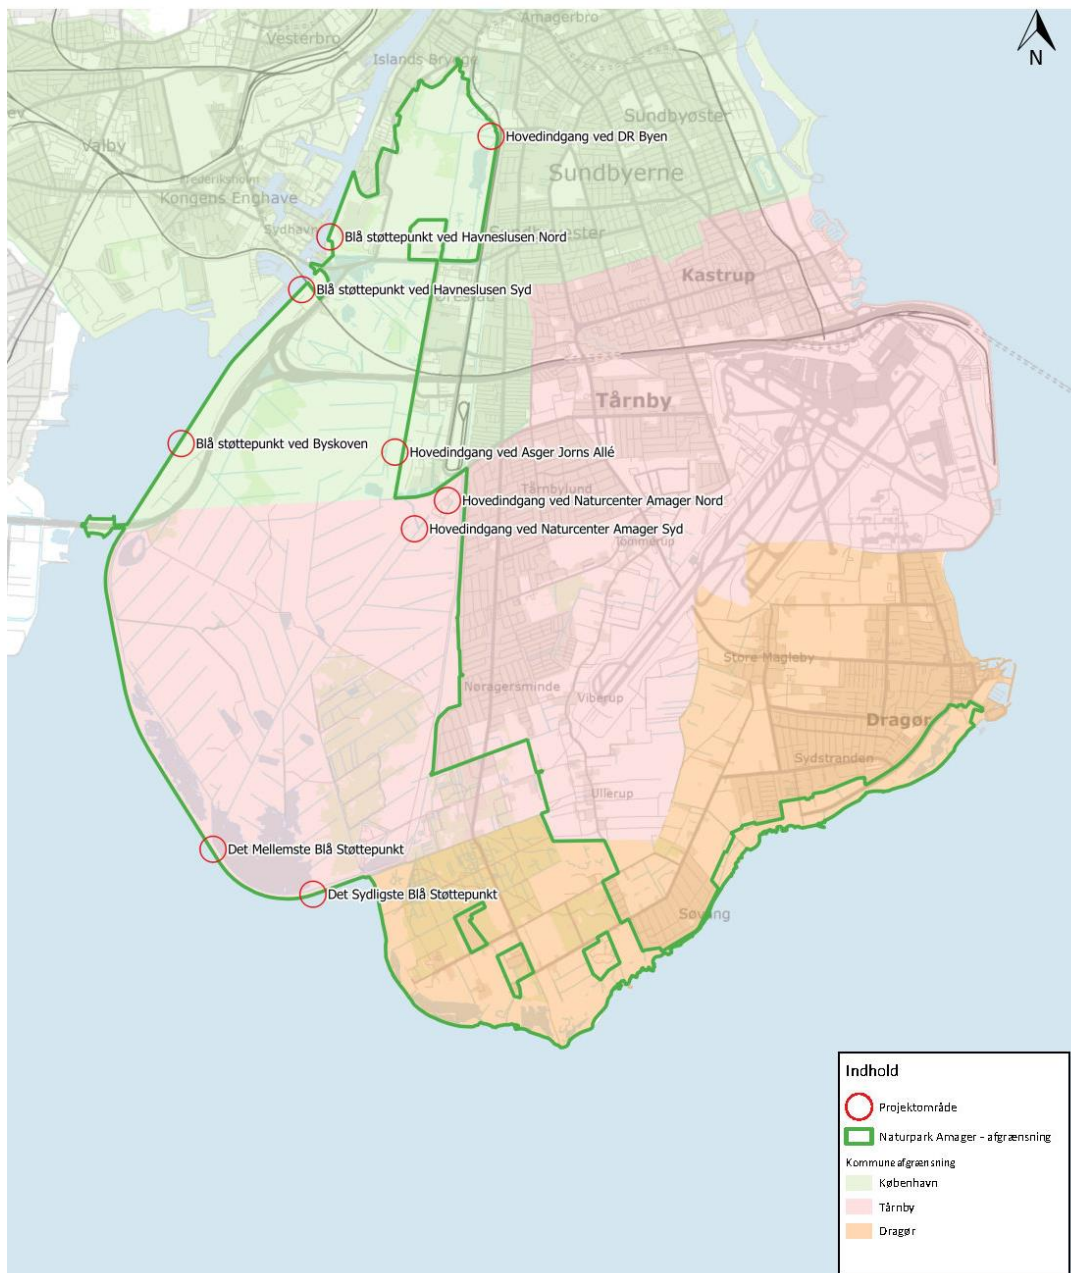 Amagerbro
Vesterbro
Islands Brygge
N
Sundbyøster
Hovedindgang ved DR Byen
Valby
Sundbyerne
Frederiksholm
Kongens Enghave
Sydhavn
Blå støttepunkt ved Havneslusen Nord
Kastrup
Blå støttepunkt ved Havneslusen Syd
Ørestad
Tårnby
Blå støttepunkt ved Byskoven
Hovedindgang ved Asger Jorns Allé
Tårnbylund
Hovedindgang ved Naturcenter Amager Nord
Hovedindgang ved Naturcenter Amager Syd
Tømmerup
Store Magleby
Nøragersminde
Viberup
Dragør
Sydstranden
Ullerup
Det Mellemste Blå Støttepunkt
Det Sydligste Blå Støttepunkt
Søvang
Indhold
Projektområde
Naturpark Amager - afgrænsning
Kommuneafgrænsning
København
Tårnby
Dragør